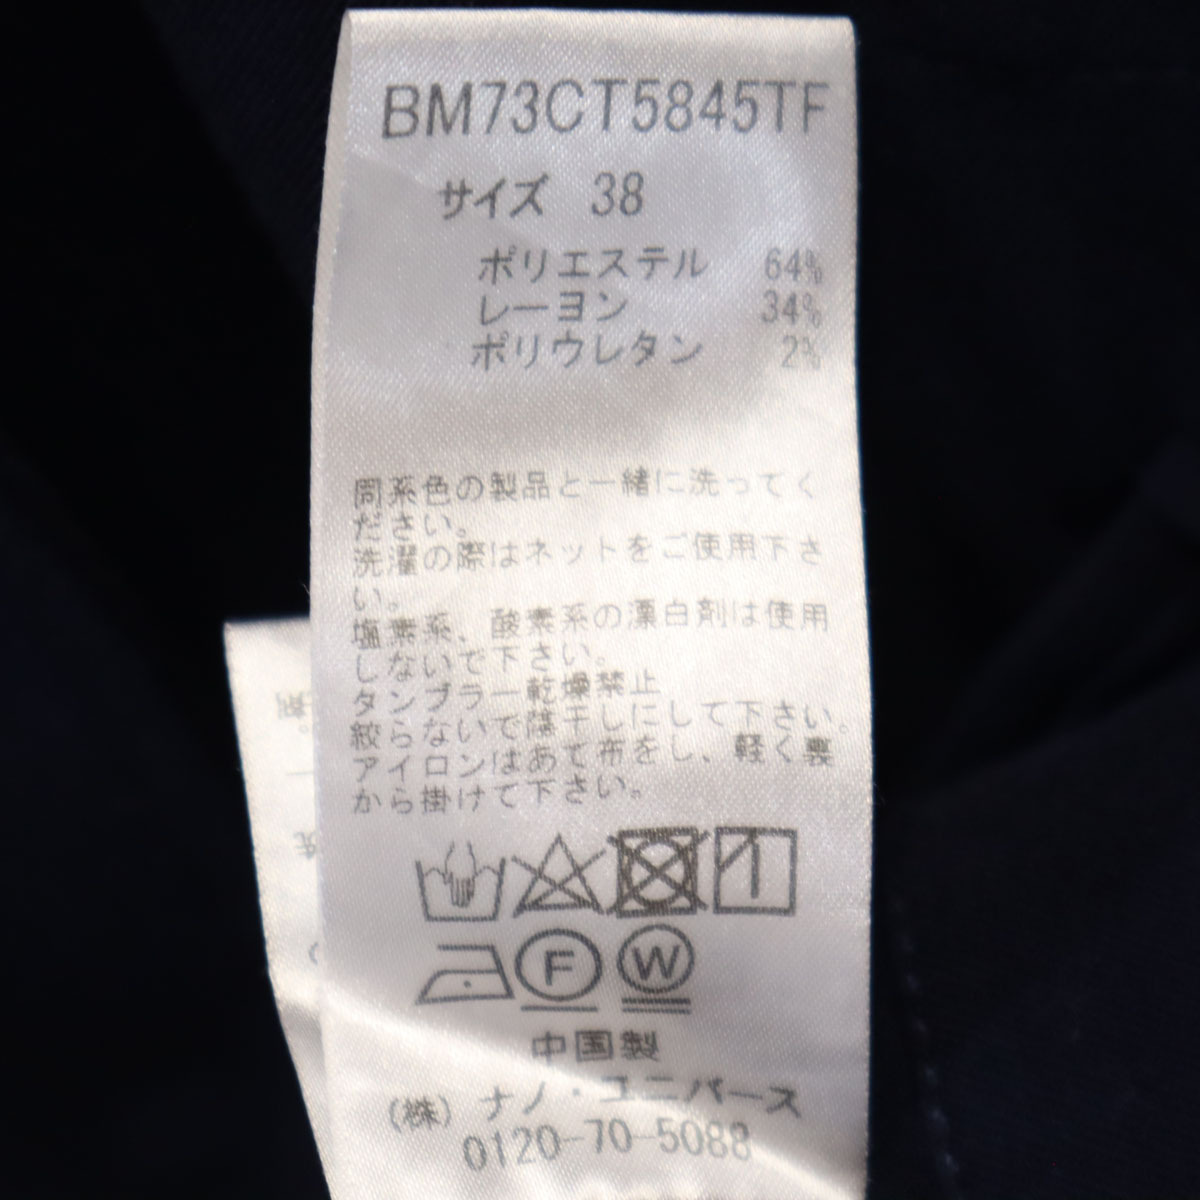 BM73CT5845TF
サイズ 38
ポリエステル 64%
レーヨン 34%
ポリウレタン 2%
同系色の製品と一緒に洗ってく
ださい。
洗濯の際はネットをご使用下さ
い。
塩素系、酸素系の漂白剤は使用
しないで下さい。
タンブラー乾燥禁止
絞らないで陰干しにして下さい。
アイロンはあて布をし、軽く裏
から掛けて下さい。
F W
中国製
(株) ナノ・ユニバース
0120-70-5088